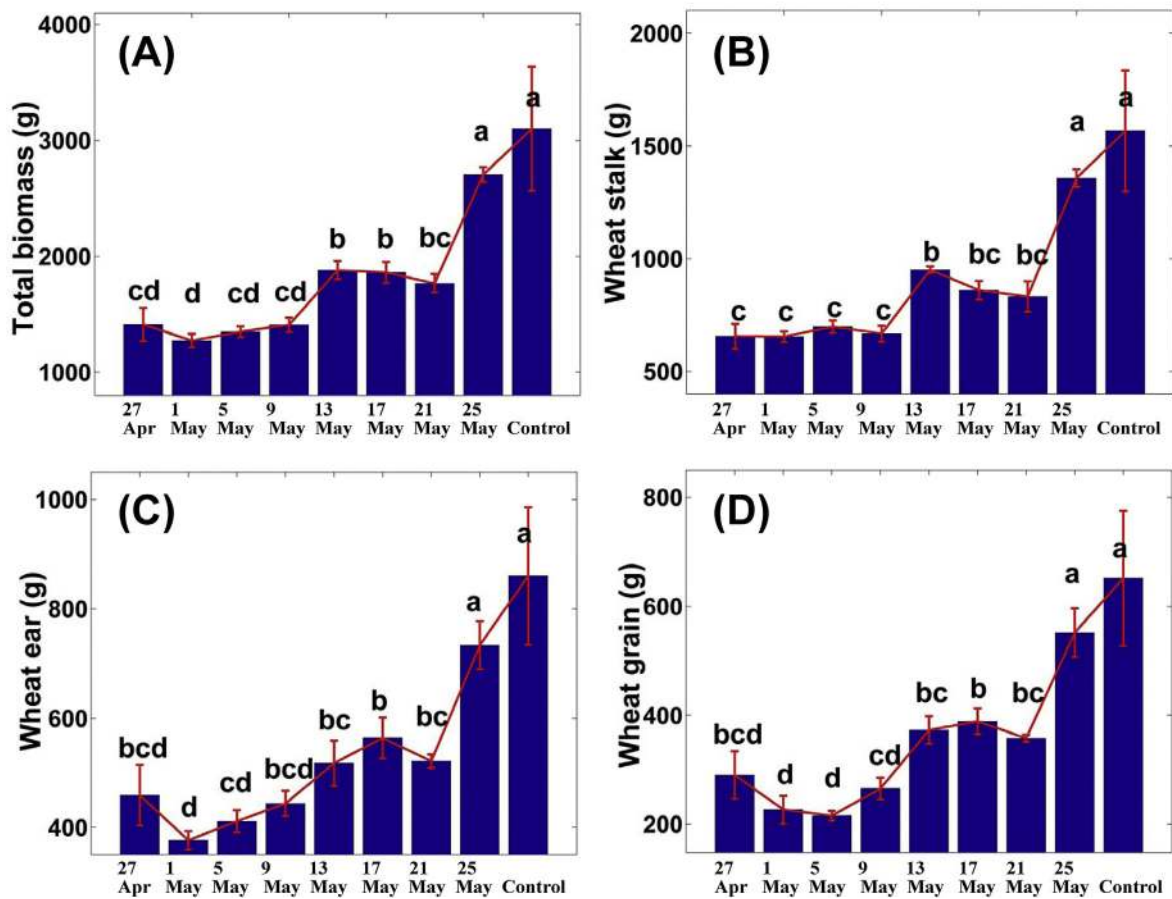 (A)
Total biomass (g)
4000
3000
2000
1000
cd d cd cd b b bc a a
27 1 5 9 13 17 21 25
Apr May May May May May May May Control
(B)
Wheat stalk (g)
2000
1500
1000
500
c c c c b bc bc a a
27 1 5 9 13 17 21 25
Apr May May May May May May May Control
(C)
Wheat ear (g)
1000
800
600
400
bcd d cd bcd bc b bc a a
27 1 5 9 13 17 21 25
Apr May May May May May May May Control
(D)
Wheat grain (g)
800
600
400
200
bcd d d cd bc b bc a a
27 1 5 9 13 17 21 25
Apr May May May May May May May Control